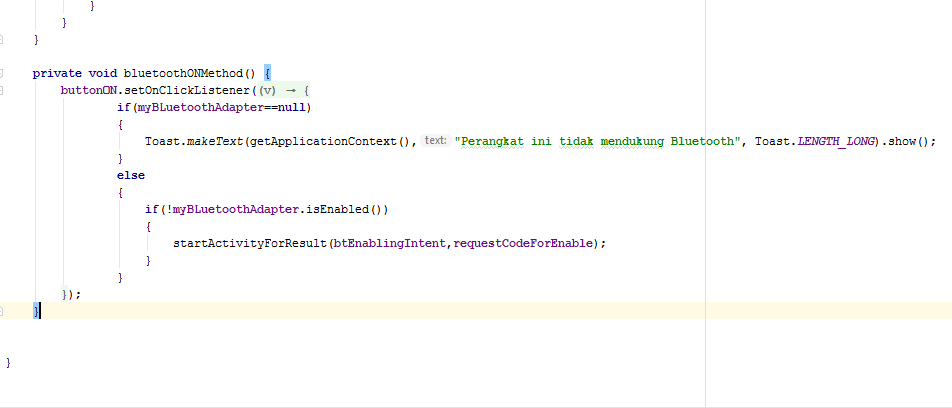 }
}
}
private void bluetoothONMethod() {
buttonON.setOnClickListener((v) → {
if(myBLuetoothAdapter==null)
{
Toast.makeText(getApplicationContext(), text: "Perangkat ini tidak mendukung Bluetooth", Toast.LENGTH_LONG).show();
}
else
{
if(!myBLuetoothAdapter.isEnabled())
{
startActivityForResult(btEnablingIntent,requestCodeForEnable);
}
}
});
}
}